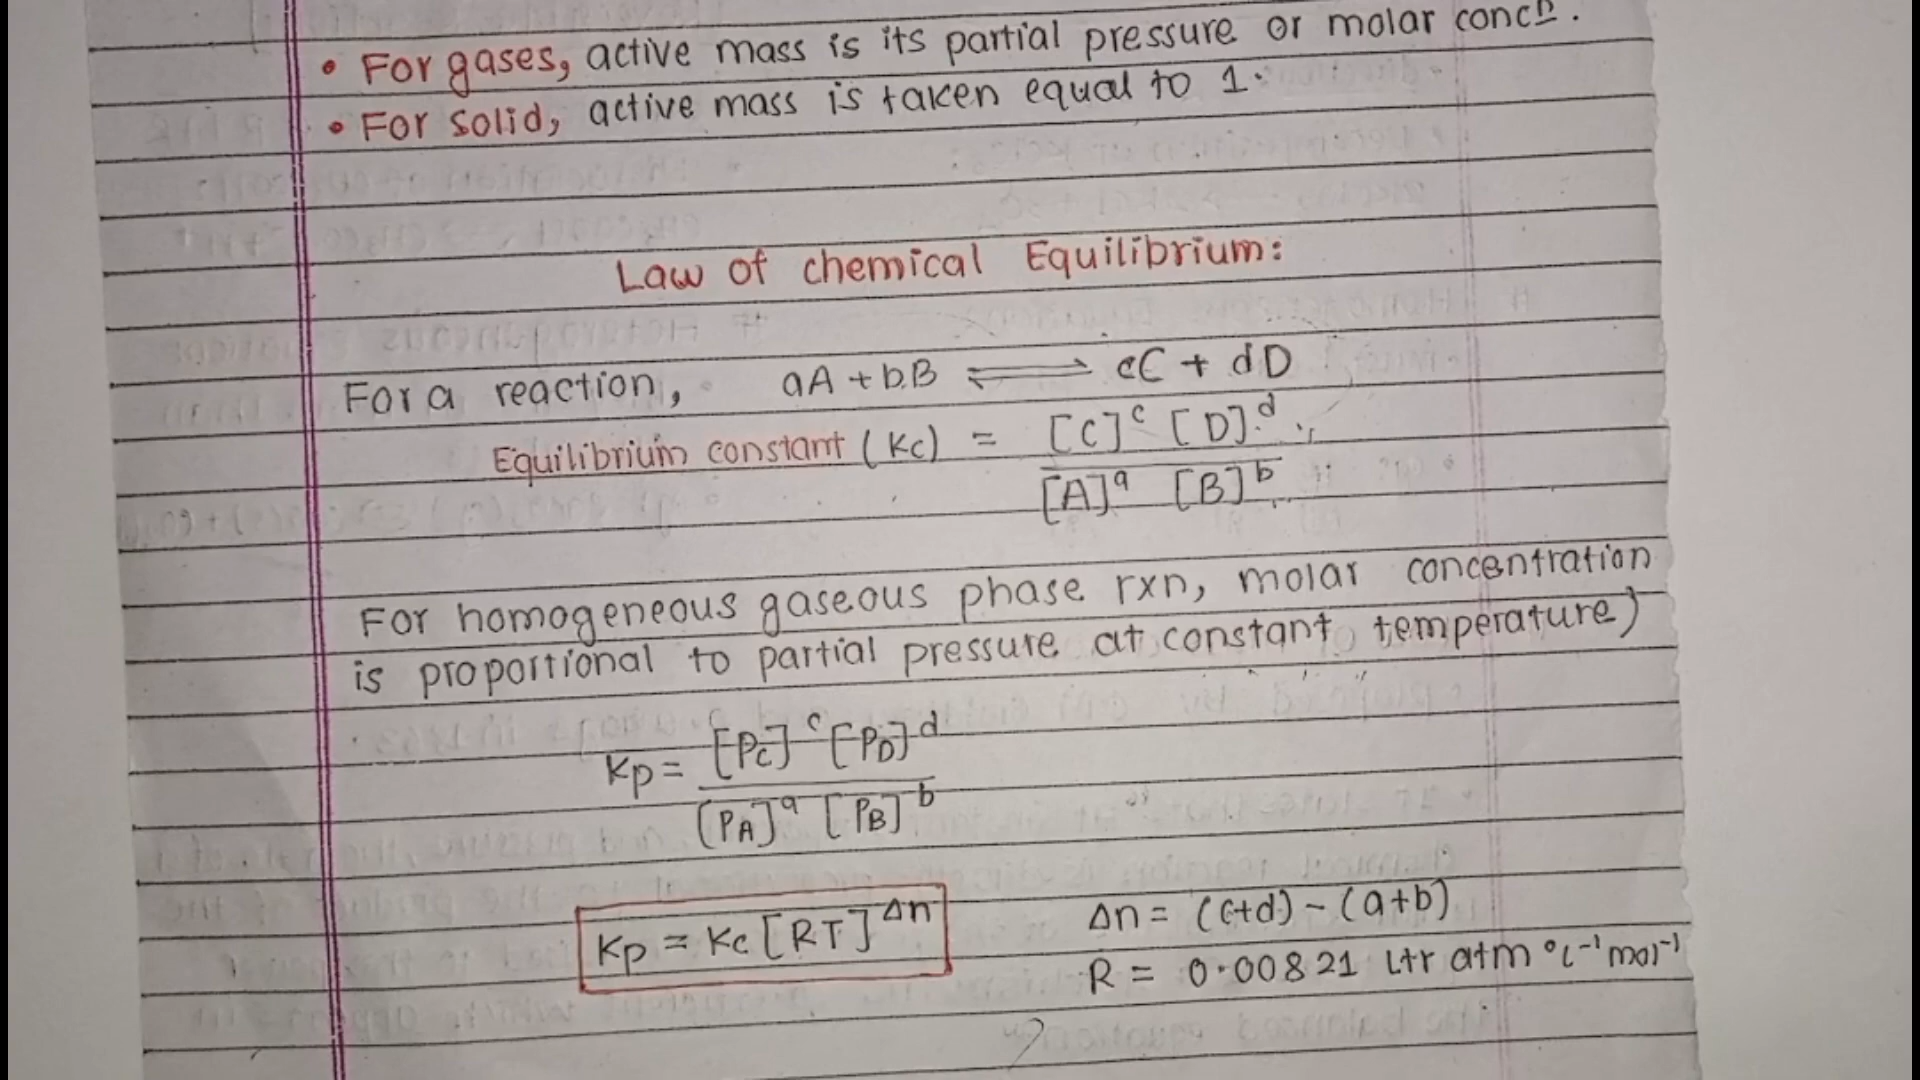 • For gases, active mass is its partial pressure or molar concn.
• For solid, active mass is taken equal to 1.
Law of chemical Equilibrium:
For a reaction, aA + bB ⇌ cC + dD
Equilibrium constant (Kc) = [C]^c [D]^d
[A]^a [B]^b
For homogeneous gaseous phase rxn, molar concentration
is proportional to partial pressure at constant temperature)
Kp = [PC]^c [PD]^d
[PA]^a [PB]^b
Kp = Kc [RT]^Δn Δn = (c+d) - (a+b)
R = 0.00821 Ltr atm °C⁻¹ mol⁻¹